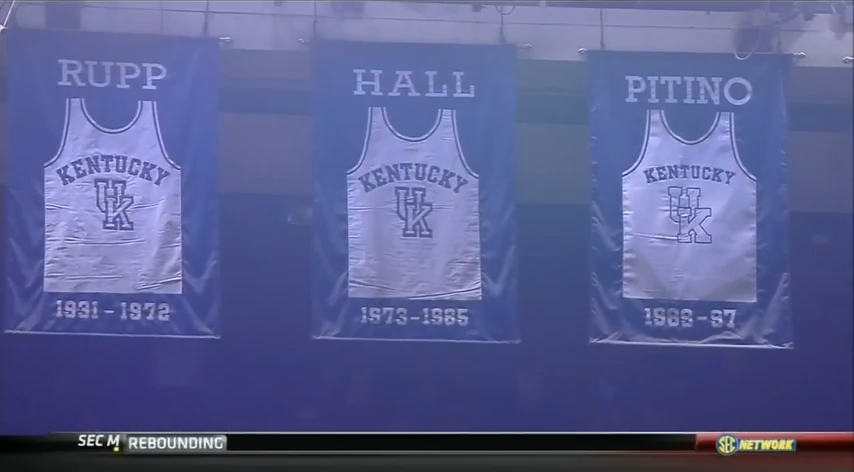 RUPP
KENTUCKY
UK
1931-1972
HALL
KENTUCKY
UK
1973-1985
PITINO
KENTUCKY
UK
1989-97
SEC M REBOUNDING
SEC NETWORK